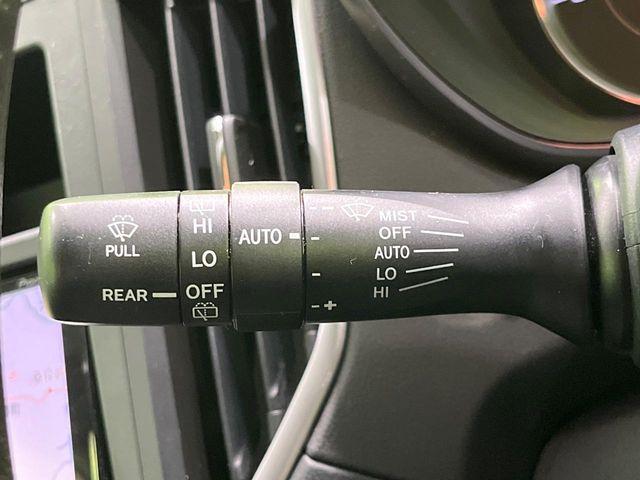 PULL
REAR
HI
LO
OFF
AUTO
- +
MIST
OFF
AUTO
LO
HI